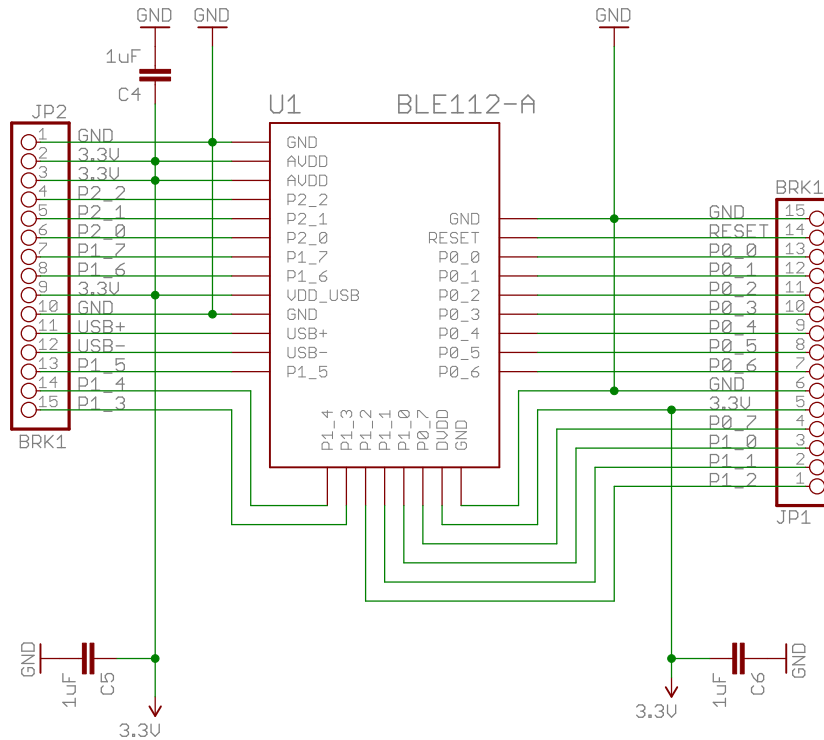 GND
GND
GND
1uF
C4
U1
BLE112-A
JP2
1
GND
2
3.3V
3
3.3V
4
P2_2
5
P2_1
6
P2_0
7
P1_7
8
P1_6
9
3.3V
10
GND
11
USB+
12
USB-
13
P1_5
14
P1_4
15
P1_3
BRK1
GND
AVDD
AVDD
P2_2
P2_1
P2_0
P1_7
P1_6
VDD_USB
GND
USB+
USB-
P1_5
GND
RESET
P0_0
P0_1
P0_2
P0_3
P0_4
P0_5
P0_6
P1_4
P1_3
P1_2
P1_1
P1_0
P0_7
DVDD
GND
BRK1
GND
15
RESET
14
P0_0
13
P0_1
12
P0_2
11
P0_3
10
P0_4
9
P0_5
8
P0_6
7
GND
6
3.3V
5
P0_7
4
P1_0
3
P1_1
2
P1_2
1
JP1
GND
1uF
C5
3.3V
3.3V
1uF
C6
GND